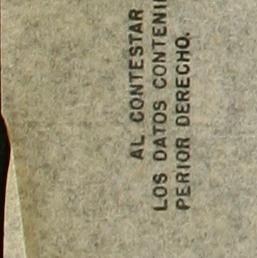 AL CONTESTAR
LOS DATOS CONTENI
PERIOR DERECHO.